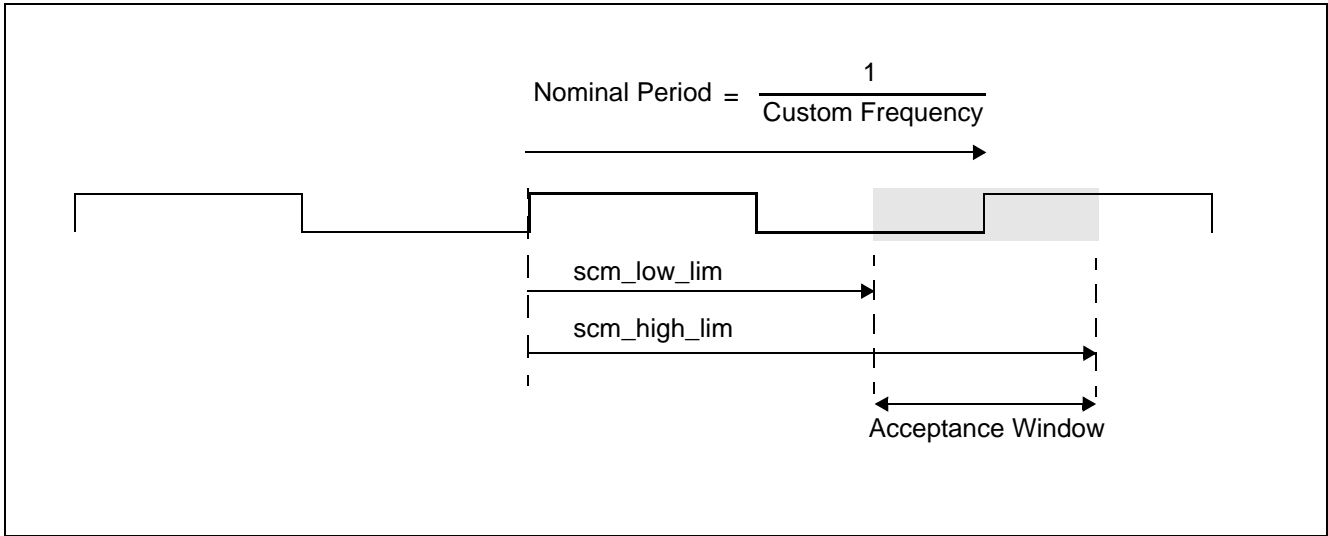 1
Nominal Period =
Custom Frequency
scm_low_lim
scm_high_lim
Acceptance Window